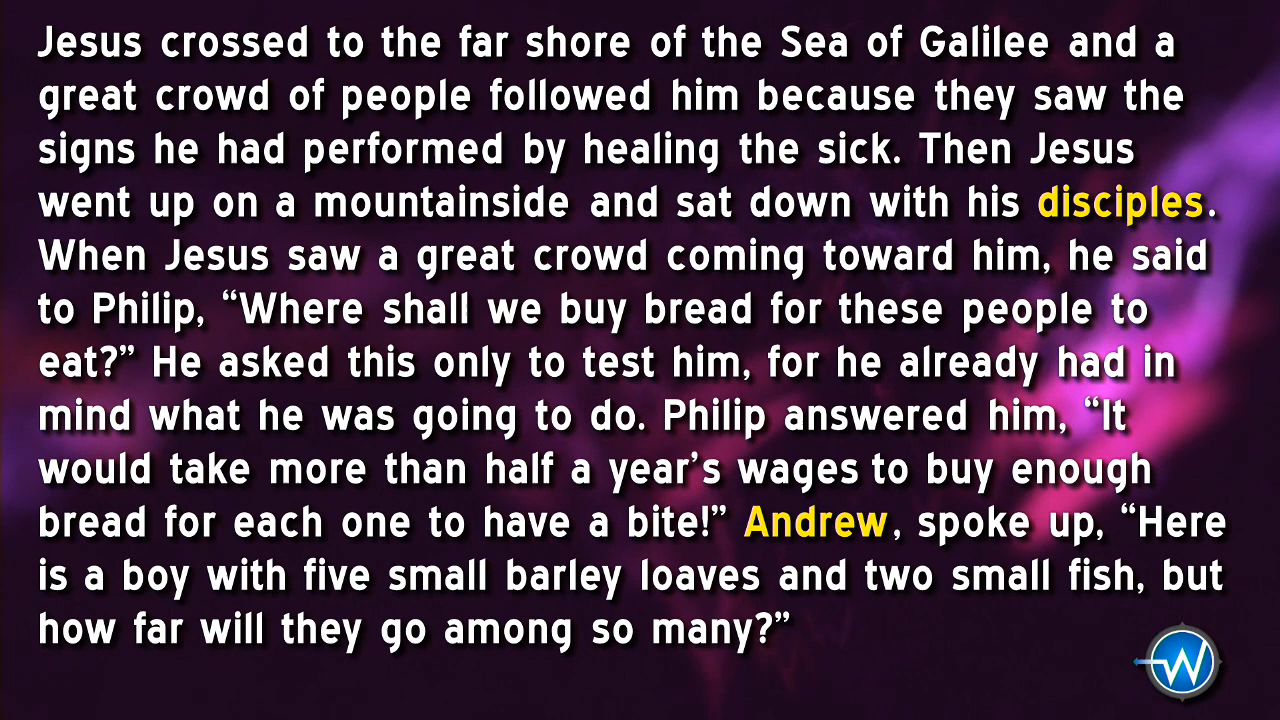 Jesus crossed to the far shore of the Sea of Galilee and a
great crowd of people followed him because they saw the
signs he had performed by healing the sick. Then Jesus
went up on a mountainside and sat down with his disciples.
When Jesus saw a great crowd coming toward him, he said
to Philip, “Where shall we buy bread for these people to
eat?” He asked this only to test him, for he already had in
mind what he was going to do. Philip answered him, “It
would take more than half a year’s wages to buy enough
bread for each one to have a bite!” Andrew, spoke up, “Here
is a boy with five small barley loaves and two small fish, but
how far will they go among so many?”
W